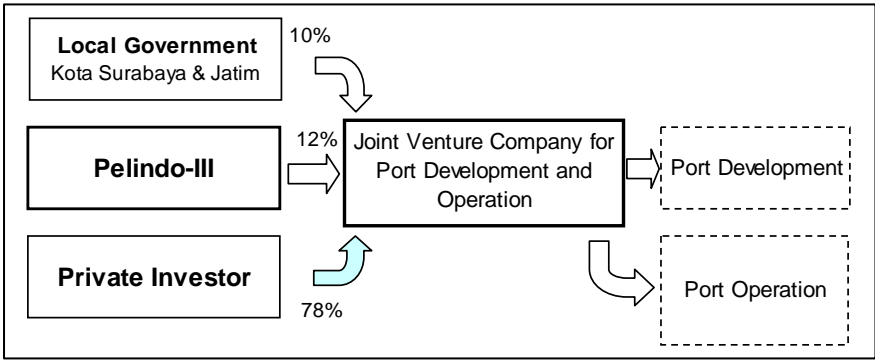 Local Government
Kota Surabaya & Jatim
10%
Pelindo-III
12%
Private Investor
78%
Joint Venture Company for
Port Development and
Operation
Port Development
Port Operation